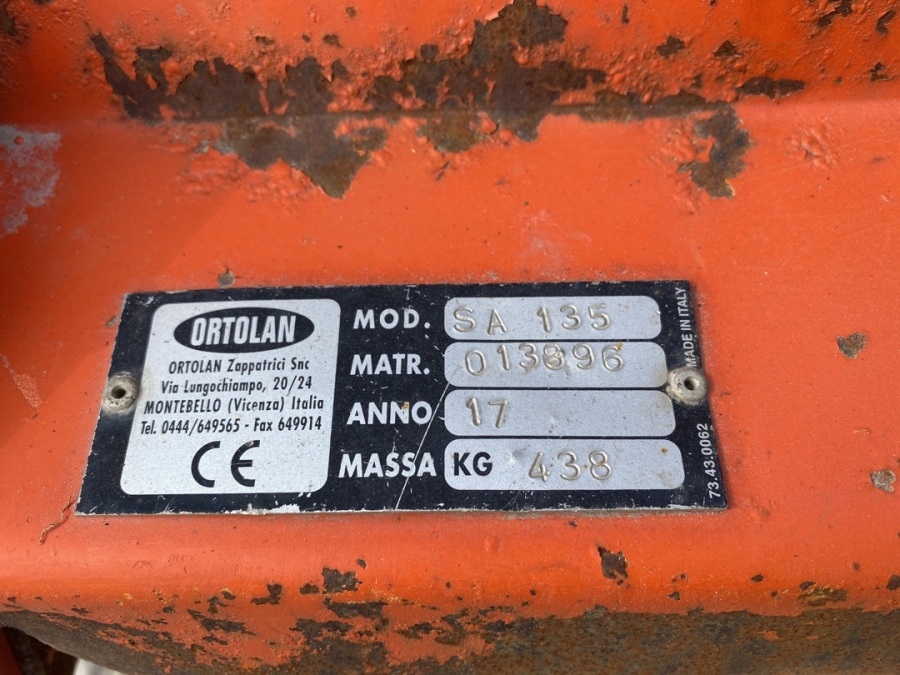 ORTOLAN
ORTOLAN Zappatrici Snc
Via Lungochiampo, 20/24
MONTEBELLO (Vicenza) Italia
Tel. 0444/649565 - Fax 649914
CE
MOD. SA 135
MATR. 013896
ANNO 17
MASSA KG 438
MADE IN ITALY
73.43.0062